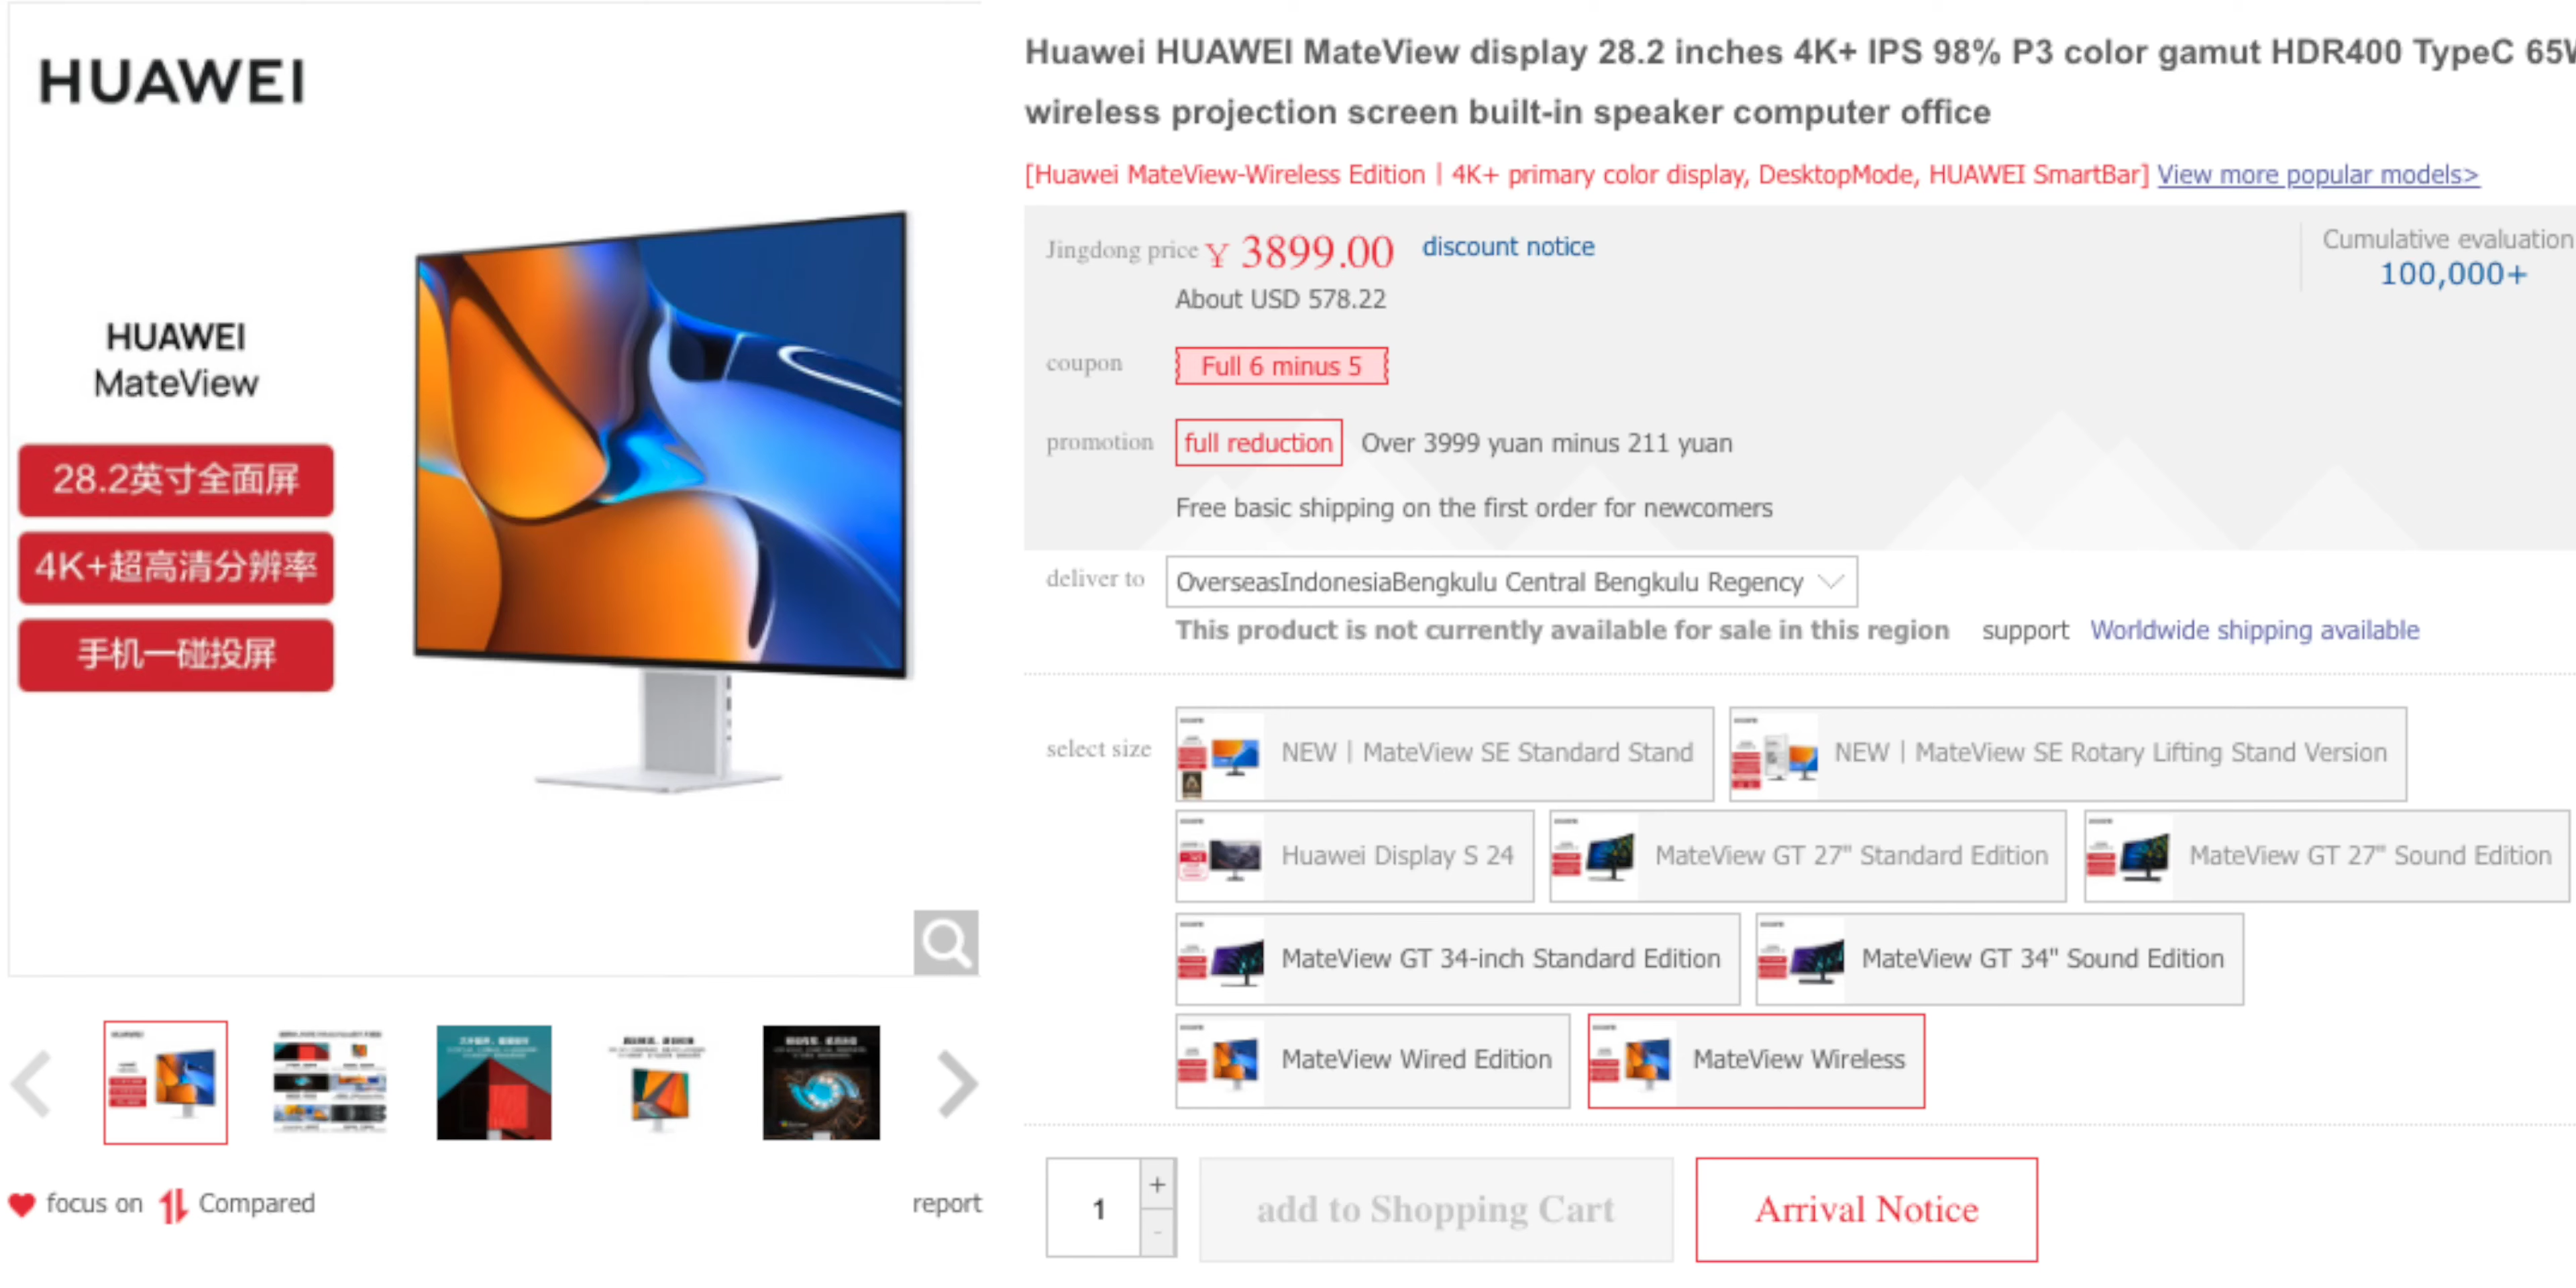 HUAWEI
HUAWEI
MateView
28.2英寸全面屏
4K+超高清分辨率
手机一碰投屏
focus on
Compared
report
Huawei HUAWEI MateView display 28.2 inches 4K+ IPS 98% P3 color gamut HDR400 TypeC 65W
wireless projection screen built-in speaker computer office
[Huawei MateView-Wireless Edition | 4K+ primary color display, DesktopMode, HUAWEI SmartBar] View more popular models>
Jingdong price ¥ 3899.00 discount notice
Cumulative evaluation
100,000+
About USD 578.22
coupon Full 6 minus 5
promotion full reduction Over 3999 yuan minus 211 yuan
Free basic shipping on the first order for newcomers
deliver to OverseasIndonesiaBengkulu Central Bengkulu Regency
This product is not currently available for sale in this region support Worldwide shipping available
select size NEW | MateView SE Standard Stand NEW | MateView SE Rotary Lifting Stand Version
Huawei Display S 24 MateView GT 27" Standard Edition MateView GT 27" Sound Edition
MateView GT 34-inch Standard Edition MateView GT 34" Sound Edition
MateView Wired Edition MateView Wireless
1 + - add to Shopping Cart Arrival Notice